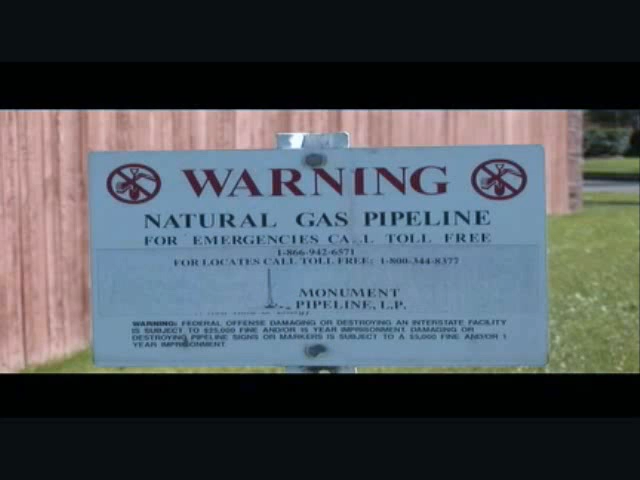 WARNING
NATURAL GAS PIPELINE
FOR EMERGENCIES CALL TOLL FREE
1-866-942-6571
FOR LOCATES CALL TOLL FREE: 1-800-344-8377
MONUMENT
PIPELINE, L.P.
WARNING: FEDERAL OFFENSE DAMAGING OR DESTROYING AN INTERSTATE FACILITY
IS SUBJECT TO $25,000 FINE AND/OR 15 YEAR IMPRISONMENT. DAMAGING OR
DESTROYING PIPELINE SIGNS OR MARKERS IS SUBJECT TO A $5,000 FINE AND/OR 1
YEAR IMPRISONMENT.